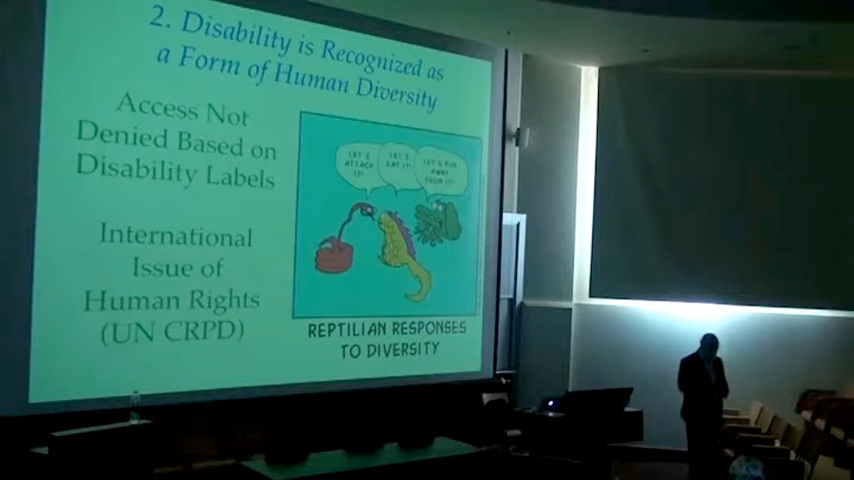 2. Disability is Recognized as
a Form of Human Diversity
Access Not
Denied Based on
Disability Labels
International
Issue of
Human Rights
(UN CRPD)
LET'S
ATTACK
IT!
LET'S
EAT IT!
LET'S RUN
AWAY
FROM IT!
REPTILIAN RESPONSES
TO DIVERSITY